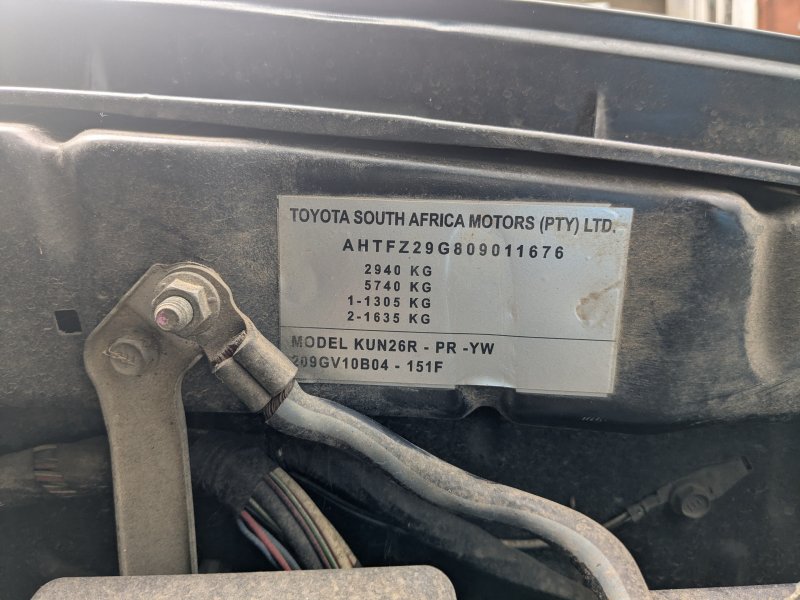 TOYOTA SOUTH AFRICA MOTORS (PTY) LTD.
AHTFZ29G809011676
2940 KG
5740 KG
1-1305 KG
2-1635 KG
MODEL KUN26R - PR -YW
209GV10B04 - 151F